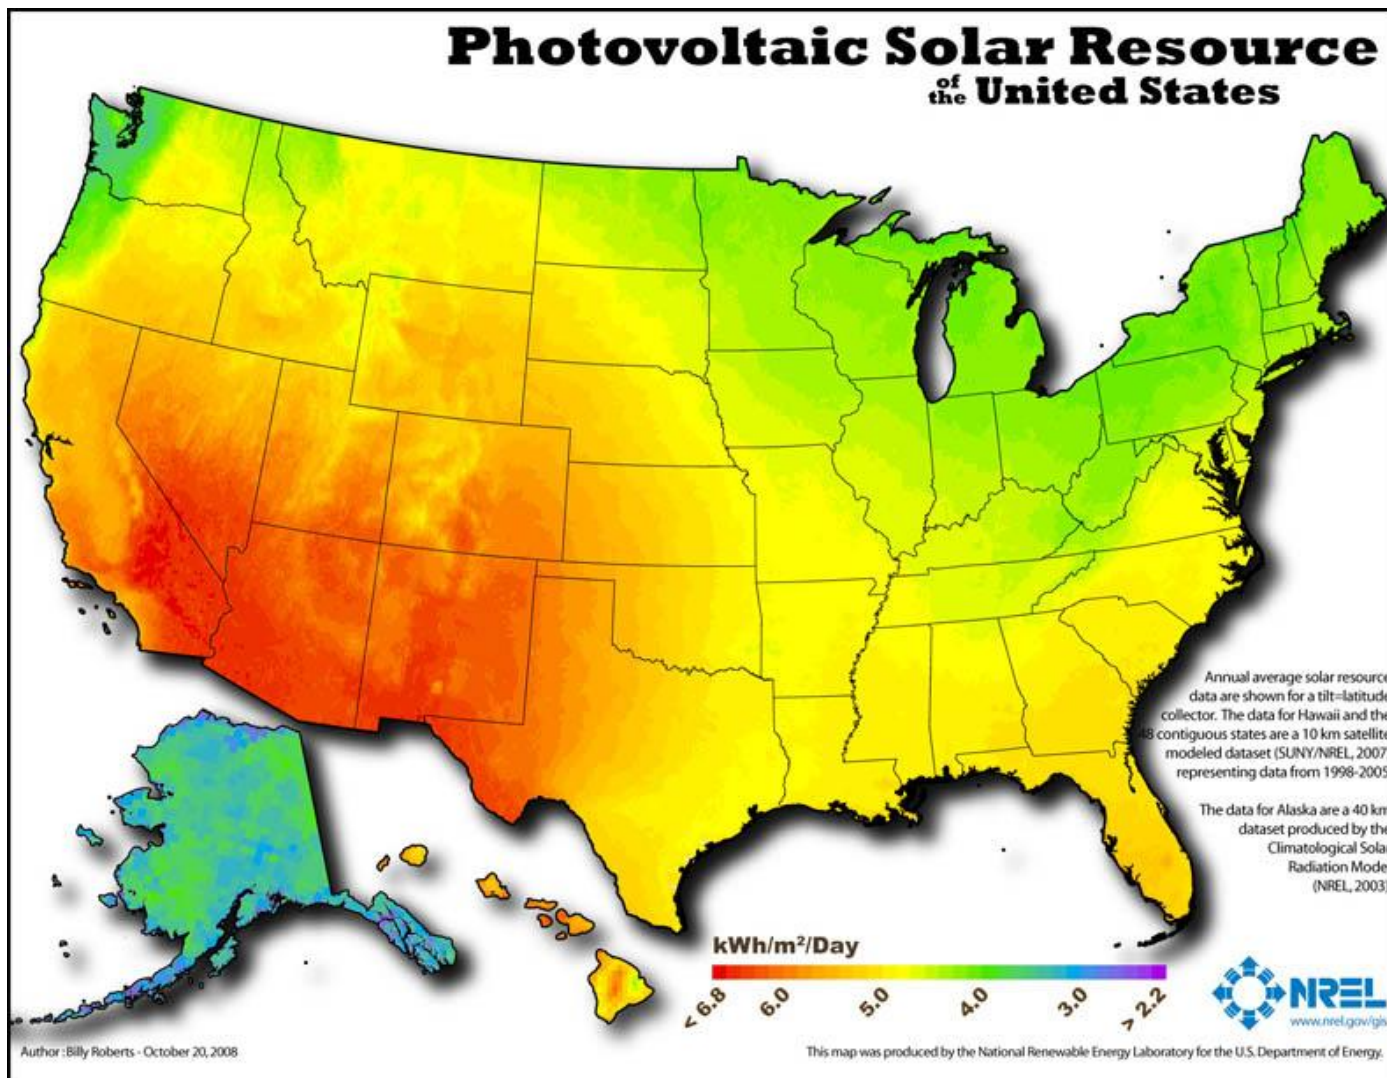 Photovoltaic Solar Resource
of the United States
Annual average solar resource
data are shown for a tilt=latitude
collector. The data for Hawaii and the
48 contiguous states are a 10 km satellite
modeled dataset (SUNY/NREL, 2007)
representing data from 1998-2005
The data for Alaska are a 40 km
dataset produced by the
Climatological Solar
Radiation Model
(NREL, 2003)
kWh/m²/Day
< 6.8 6.0 5.0 4.0 3.0 > 2.2
NREL
www.nrel.gov/gis
Author : Billy Roberts - October 20, 2008
This map was produced by the National Renewable Energy Laboratory for the U.S. Department of Energy.